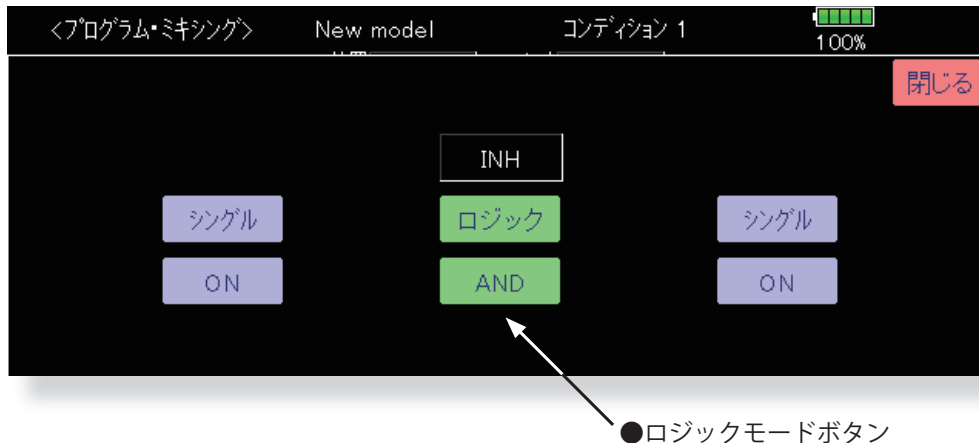 <プログラム・ミキシング> New model コンディション 1 100%
閉じる
INH
シングル ロジック シングル
ON AND ON
●ロジックモードボタン